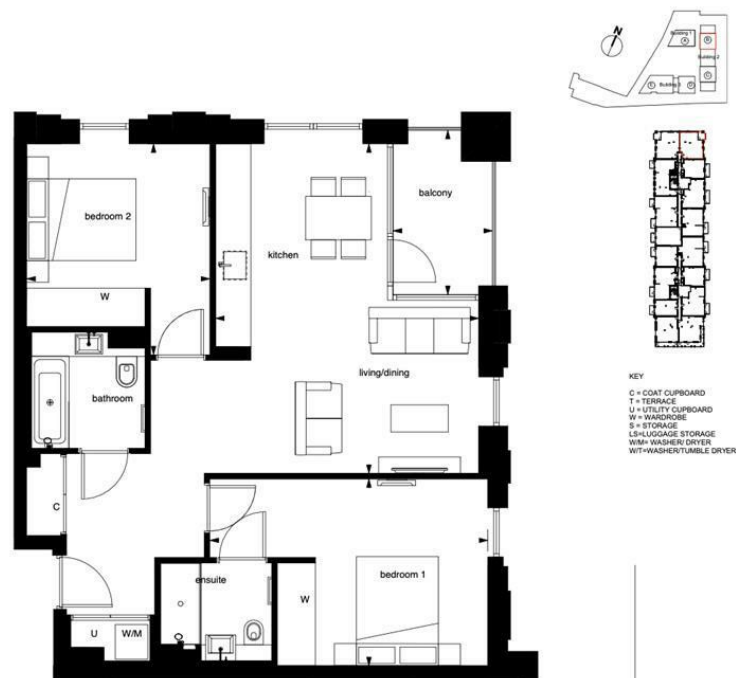 N
Building 1
A
B
Building 2
C
E
Building 3
D
bedroom 2
balcony
kitchen
W
living/dining
bathroom
C
ensuite
bedroom 1
W
U
W/M
KEY
C = COAT CUPBOARD
T = TERRACE
U = UTILITY CUPBOARD
W = WARDROBE
S = STORAGE
LS=LUGGAGE STORAGE
W/M= WASHER/ DRYER
W/T=WASHER/TUMBLE DRYER